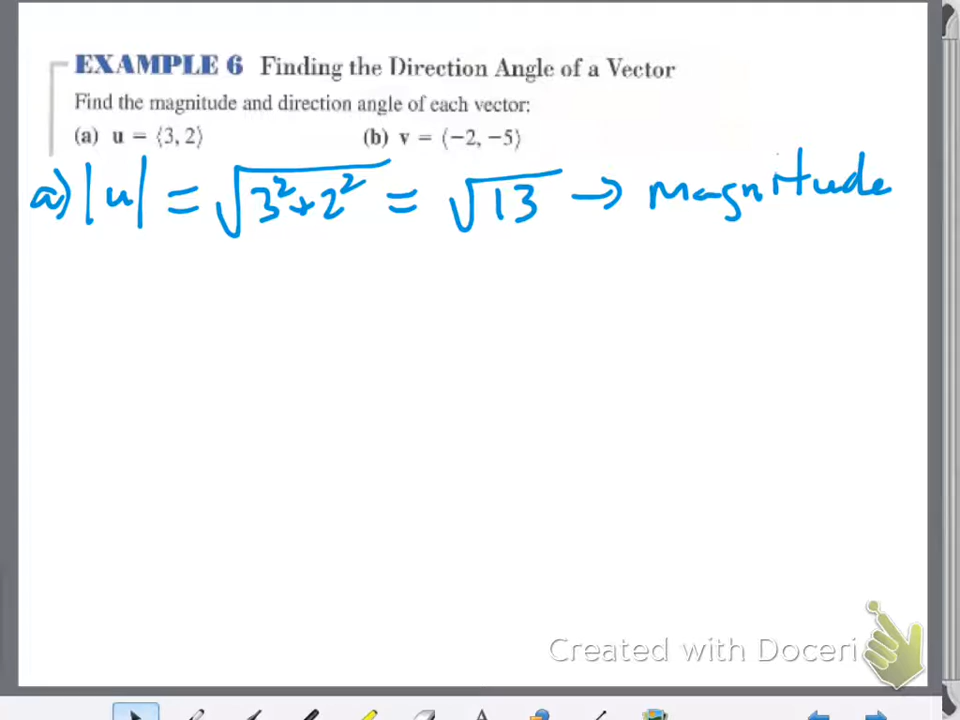 EXAMPLE 6 Finding the Direction Angle of a Vector
Find the magnitude and direction angle of each vector:
(a) u = ⟨3, 2⟩ (b) v = ⟨−2, −5⟩
a) |u| = √(3²+2²) = √13 → magnitude
Created with Doceri